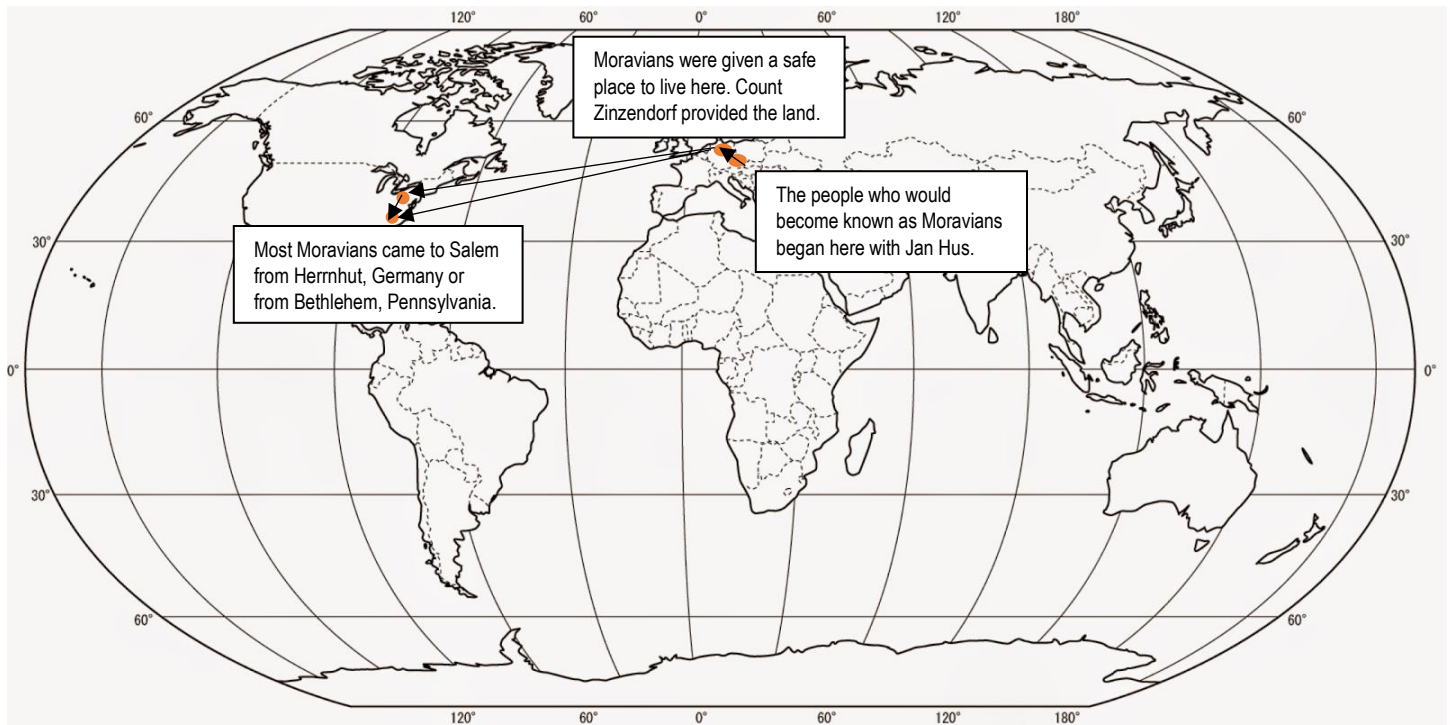 120° 60° 0° 60° 120° 180°
Moravians were given a safe
place to live here. Count
Zinzendorf provided the land.
60° 60°
The people who would
become known as Moravians
began here with Jan Hus.
30° 30°
Most Moravians came to Salem
from Herrnhut, Germany or
from Bethlehem, Pennsylvania.
0° 0°
30° 30°
60° 60°
120° 60° 0° 60° 120° 180°